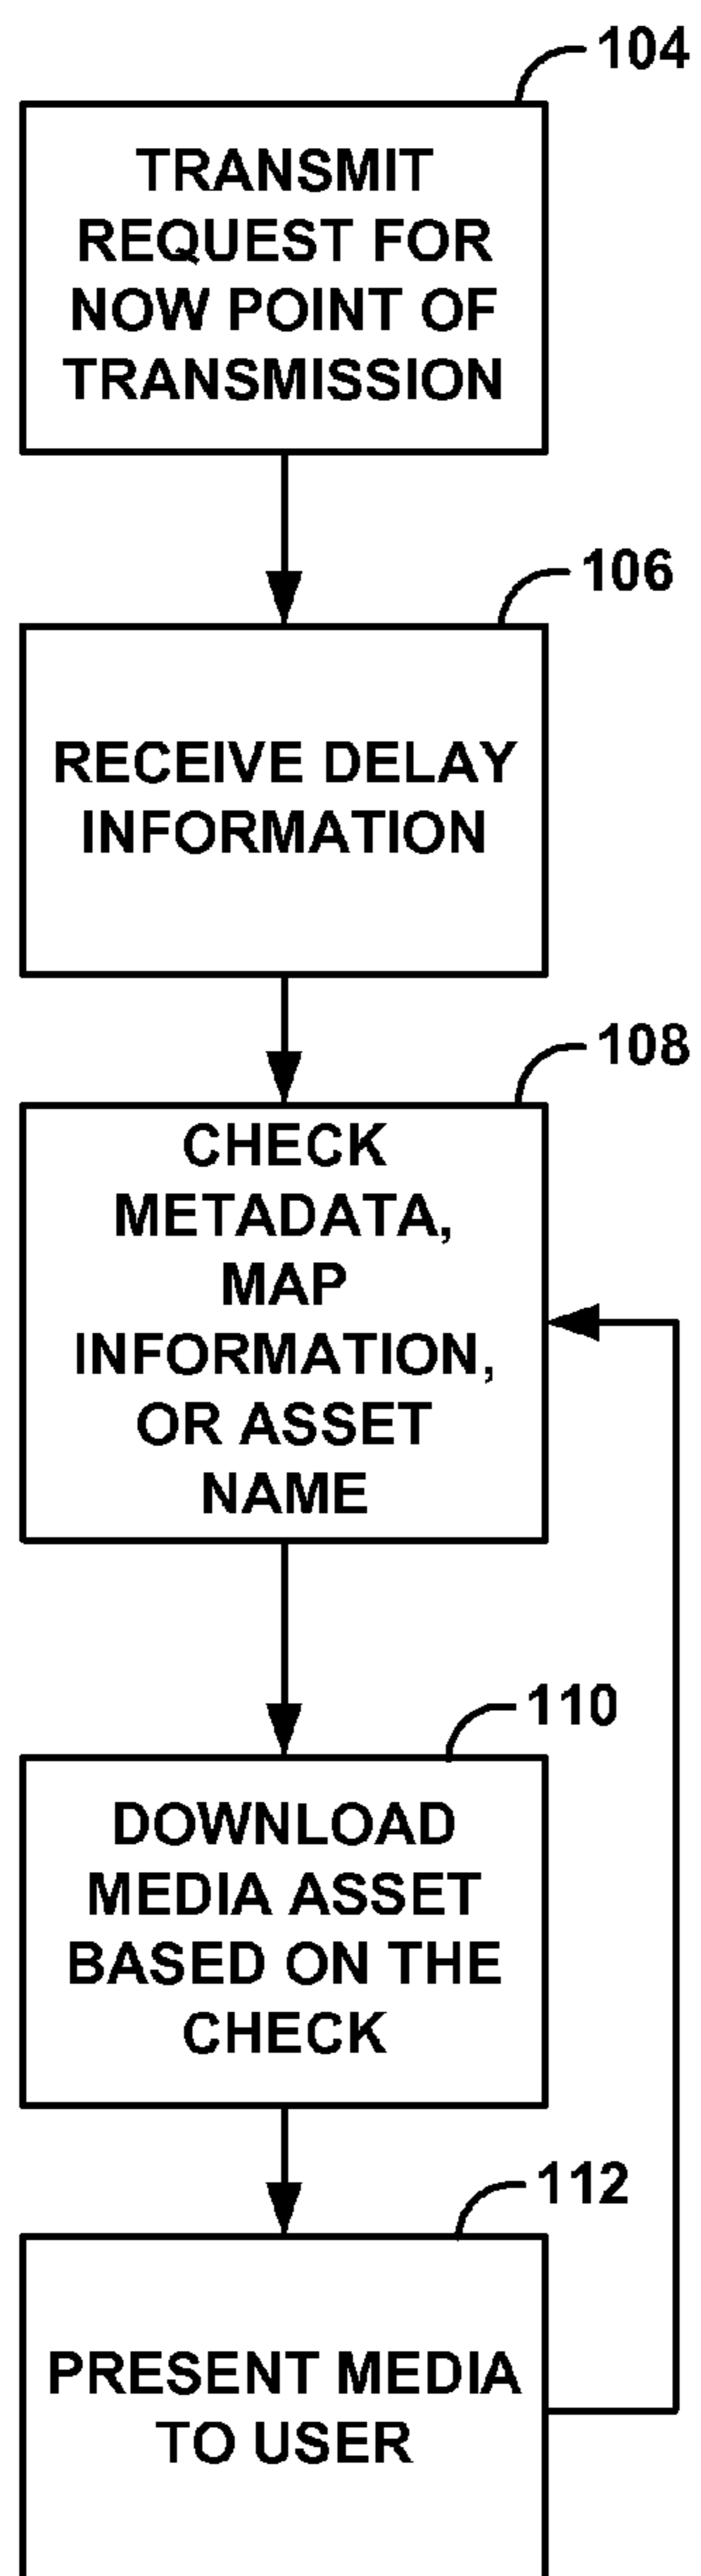 104
TRANSMIT
REQUEST FOR
NOW POINT OF
TRANSMISSION
106
RECEIVE DELAY
INFORMATION
108
CHECK
METADATA,
MAP
INFORMATION,
OR ASSET
NAME
110
DOWNLOAD
MEDIA ASSET
BASED ON THE
CHECK
112
PRESENT MEDIA
TO USER